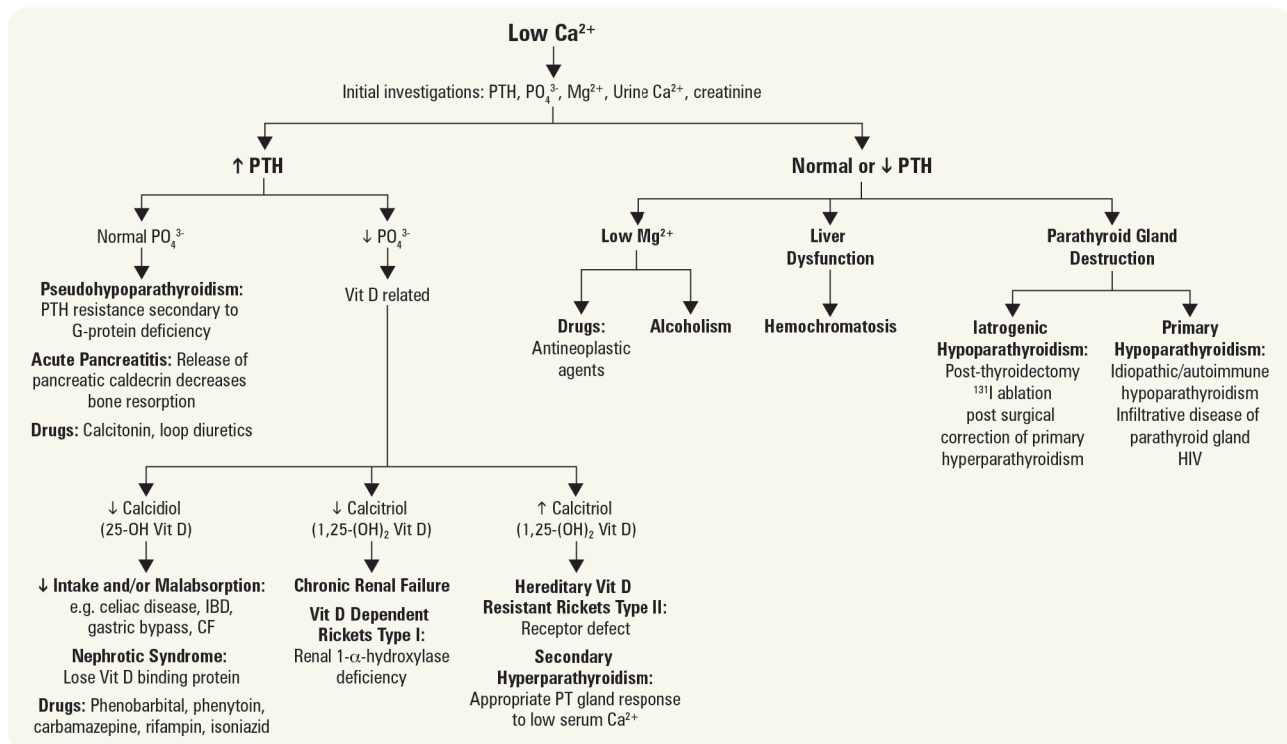 Low Ca²⁺
Initial investigations: PTH, PO₄³⁻, Mg²⁺, Urine Ca²⁺, creatinine
↑ PTH
Normal or ↓ PTH
Normal PO₄³⁻
↓ PO₄³⁻
Low Mg²⁺
Liver
Dysfunction
Parathyroid Gland
Destruction
Pseudohypoparathyroidism:
PTH resistance secondary to
G-protein deficiency
Acute Pancreatitis: Release of
pancreatic caldecrin decreases
bone resorption
Drugs: Calcitonin, loop diuretics
Vit D related
Drugs:
Antineoplastic
agents
Alcoholism
Hemochromatosis
Iatrogenic
Hypoparathyroidism:
Post-thyroidectomy
¹³¹I ablation
post surgical
correction of primary
hyperparathyroidism
Primary
Hypoparathyroidism:
Idiopathic/autoimmune
hypoparathyroidism
Infiltrative disease of
parathyroid gland
HIV
↓ Calcidiol
(25-OH Vit D)
↓ Calcitriol
(1,25-(OH)₂ Vit D)
↑ Calcitriol
(1,25-(OH)₂ Vit D)
↓ Intake and/or Malabsorption:
e.g. celiac disease, IBD,
gastric bypass, CF
Nephrotic Syndrome:
Lose Vit D binding protein
Drugs: Phenobarbital, phenytoin,
carbamazepine, rifampin, isoniazid
Chronic Renal Failure
Vit D Dependent
Rickets Type I:
Renal 1-α-hydroxylase
deficiency
Hereditary Vit D
Resistant Rickets Type II:
Receptor defect
Secondary
Hyperparathyroidism:
Appropriate PT gland response
to low serum Ca²⁺